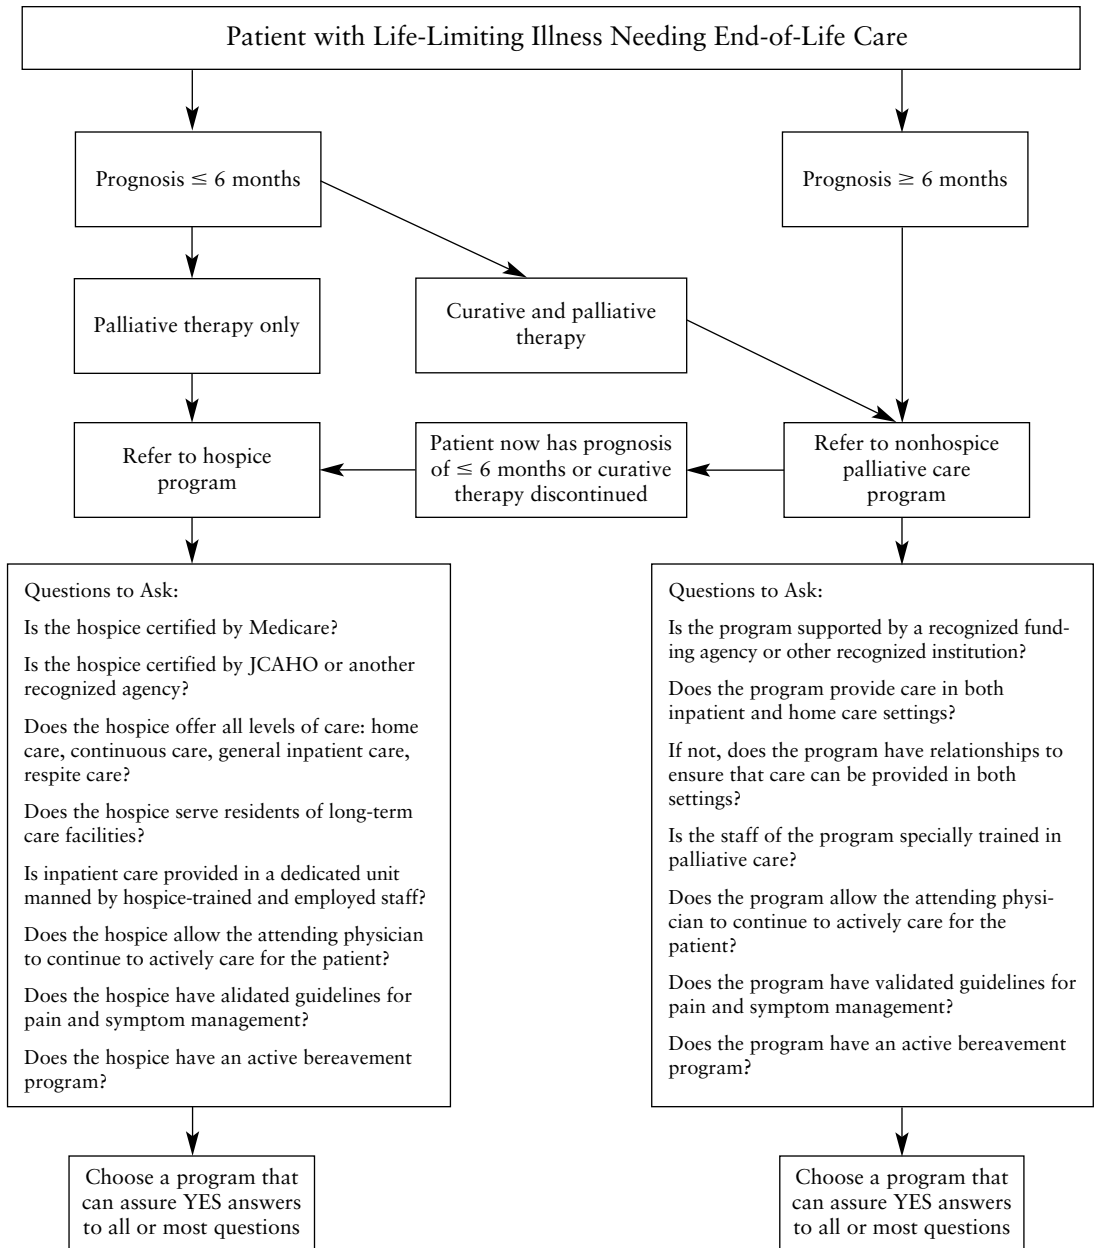 Patient with Life-Limiting Illness Needing End-of-Life Care
Prognosis ≤ 6 months
Prognosis ≥ 6 months
Palliative therapy only
Curative and palliative
therapy
Refer to hospice
program
Patient now has prognosis
of ≤ 6 months or curative
therapy discontinued
Refer to nonhospice
palliative care
program
Questions to Ask:
Is the hospice certified by Medicare?
Is the hospice certified by JCAHO or another
recognized agency?
Does the hospice offer all levels of care: home
care, continuous care, general inpatient care,
respite care?
Does the hospice serve residents of long-term
care facilities?
Is inpatient care provided in a dedicated unit
manned by hospice-trained and employed staff?
Does the hospice allow the attending physician
to continue to actively care for the patient?
Does the hospice have alidated guidelines for
pain and symptom management?
Does the hospice have an active bereavement
program?
Questions to Ask:
Is the program supported by a recognized fund-
ing agency or other recognized institution?
Does the program provide care in both
inpatient and home care settings?
If not, does the program have relationships to
ensure that care can be provided in both
settings?
Is the staff of the program specially trained in
palliative care?
Does the program allow the attending physi-
cian to continue to actively care for the
patient?
Does the program have validated guidelines for
pain and symptom management?
Does the program have an active bereavement
program?
Choose a program that
can assure YES answers
to all or most questions
Choose a program that
can assure YES answers
to all or most questions